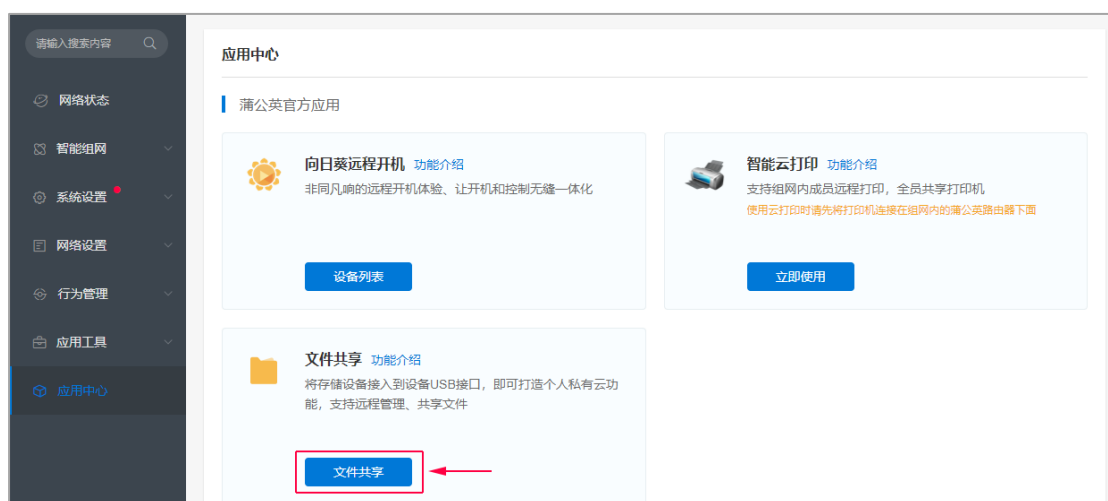 请输入搜索内容
网络状态
智能组网
系统设置
网络设置
行为管理
应用工具
应用中心
应用中心
蒲公英官方应用
向日葵远程开机 功能介绍
非同凡响的远程开机体验、让开机和控制无缝一体化
设备列表
智能云打印 功能介绍
支持组网内成员远程打印，全员共享打印机
使用云打印时请先将打印机连接在组网内的蒲公英路由器下面
立即使用
文件共享 功能介绍
将存储设备接入到设备USB接口，即可打造个人私有云功
能，支持远程管理、共享文件
文件共享